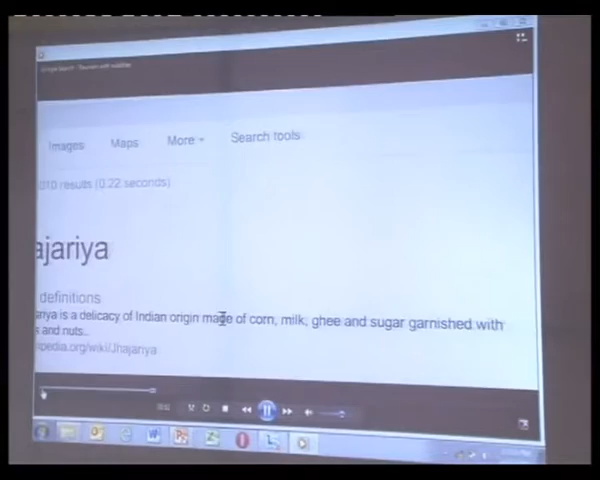 Images Maps More Search tools
results (0.22 seconds)
ajariya
definitions
ariya is a delicacy of Indian origin made of corn, milk, ghee and sugar garnished with
s and nuts...
pedia.org/wiki/Jhajariya